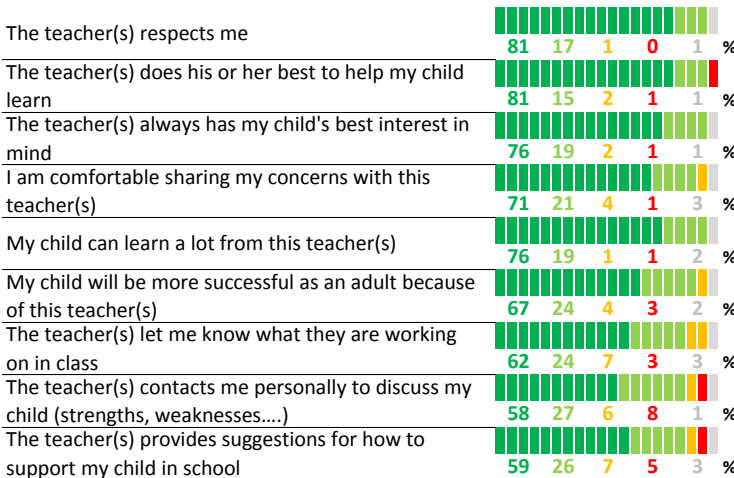 The teacher(s) respects me
81 17 1 0 1 %
The teacher(s) does his or her best to help my child
learn
81 15 2 1 1 %
The teacher(s) always has my child's best interest in
mind
76 19 2 1 1 %
I am comfortable sharing my concerns with this
teacher(s)
71 21 4 1 3 %
My child can learn a lot from this teacher(s)
76 19 1 1 2 %
My child will be more successful as an adult because
of this teacher(s)
67 24 4 3 2 %
The teacher(s) let me know what they are working
on in class
62 24 7 3 3 %
The teacher(s) contacts me personally to discuss my
child (strengths, weaknesses....)
58 27 6 8 1 %
The teacher(s) provides suggestions for how to
support my child in school
59 26 7 5 3 %